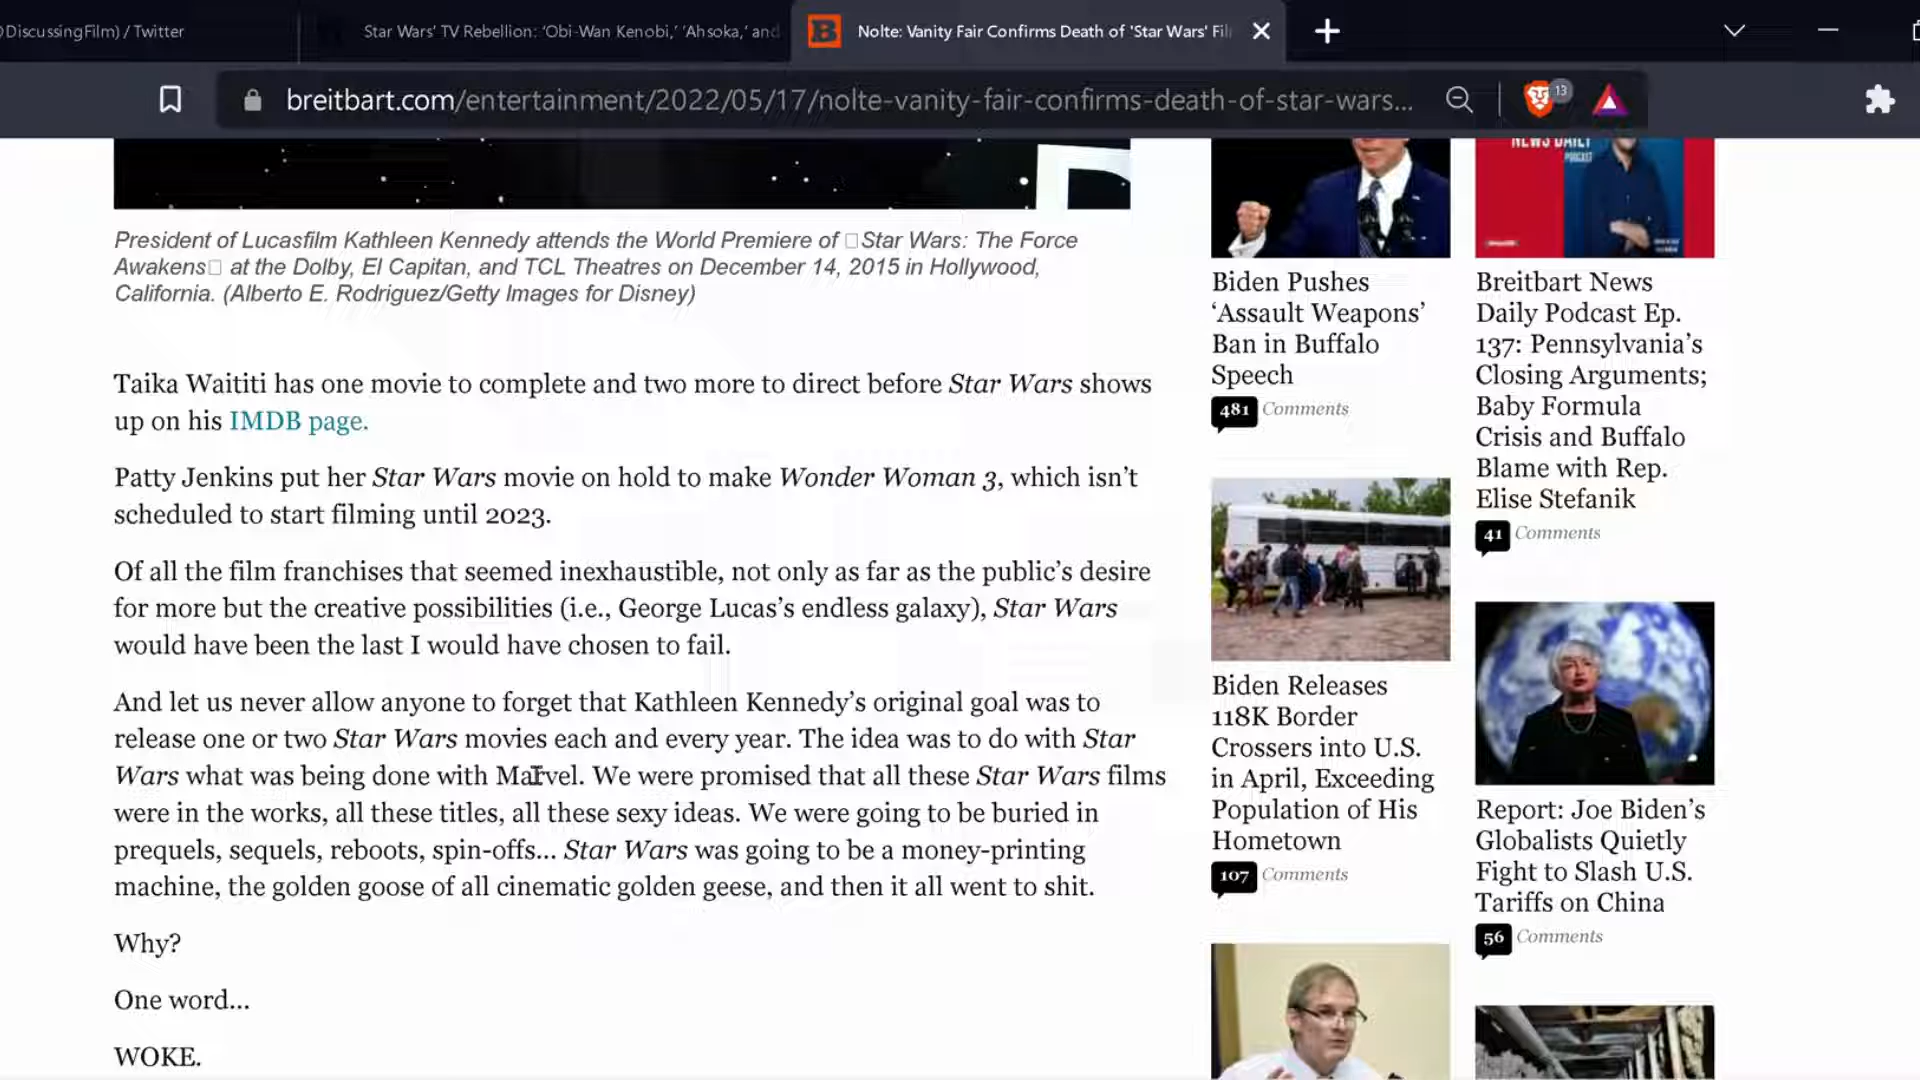 DiscussingFilm) / Twitter
Star Wars' TV Rebellion: 'Obi-Wan Kenobi,' 'Ahsoka,' and
Nolte: Vanity Fair Confirms Death of 'Star Wars' Fil
breitbart.com/entertainment/2022/05/17/nolte-vanity-fair-confirms-death-of-star-wars...
13
President of Lucasfilm Kathleen Kennedy attends the World Premiere of □Star Wars: The Force
Awakens□ at the Dolby, El Capitan, and TCL Theatres on December 14, 2015 in Hollywood,
California. (Alberto E. Rodriguez/Getty Images for Disney)
Taika Waititi has one movie to complete and two more to direct before Star Wars shows
up on his IMDB page.
Patty Jenkins put her Star Wars movie on hold to make Wonder Woman 3, which isn't
scheduled to start filming until 2023.
Of all the film franchises that seemed inexhaustible, not only as far as the public's desire
for more but the creative possibilities (i.e., George Lucas's endless galaxy), Star Wars
would have been the last I would have chosen to fail.
And let us never allow anyone to forget that Kathleen Kennedy's original goal was to
release one or two Star Wars movies each and every year. The idea was to do with Star
Wars what was being done with Marvel. We were promised that all these Star Wars films
were in the works, all these titles, all these sexy ideas. We were going to be buried in
prequels, sequels, reboots, spin-offs... Star Wars was going to be a money-printing
machine, the golden goose of all cinematic golden geese, and then it all went to shit.
Why?
One word...
WOKE.
Biden Pushes
'Assault Weapons'
Ban in Buffalo
Speech
481 Comments
Biden Releases
118K Border
Crossers into U.S.
in April, Exceeding
Population of His
Hometown
107 Comments
NEWS DAILY
PODCAST
Breitbart News
Daily Podcast Ep.
137: Pennsylvania's
Closing Arguments;
Baby Formula
Crisis and Buffalo
Blame with Rep.
Elise Stefanik
41 Comments
Report: Joe Biden's
Globalists Quietly
Fight to Slash U.S.
Tariffs on China
56 Comments